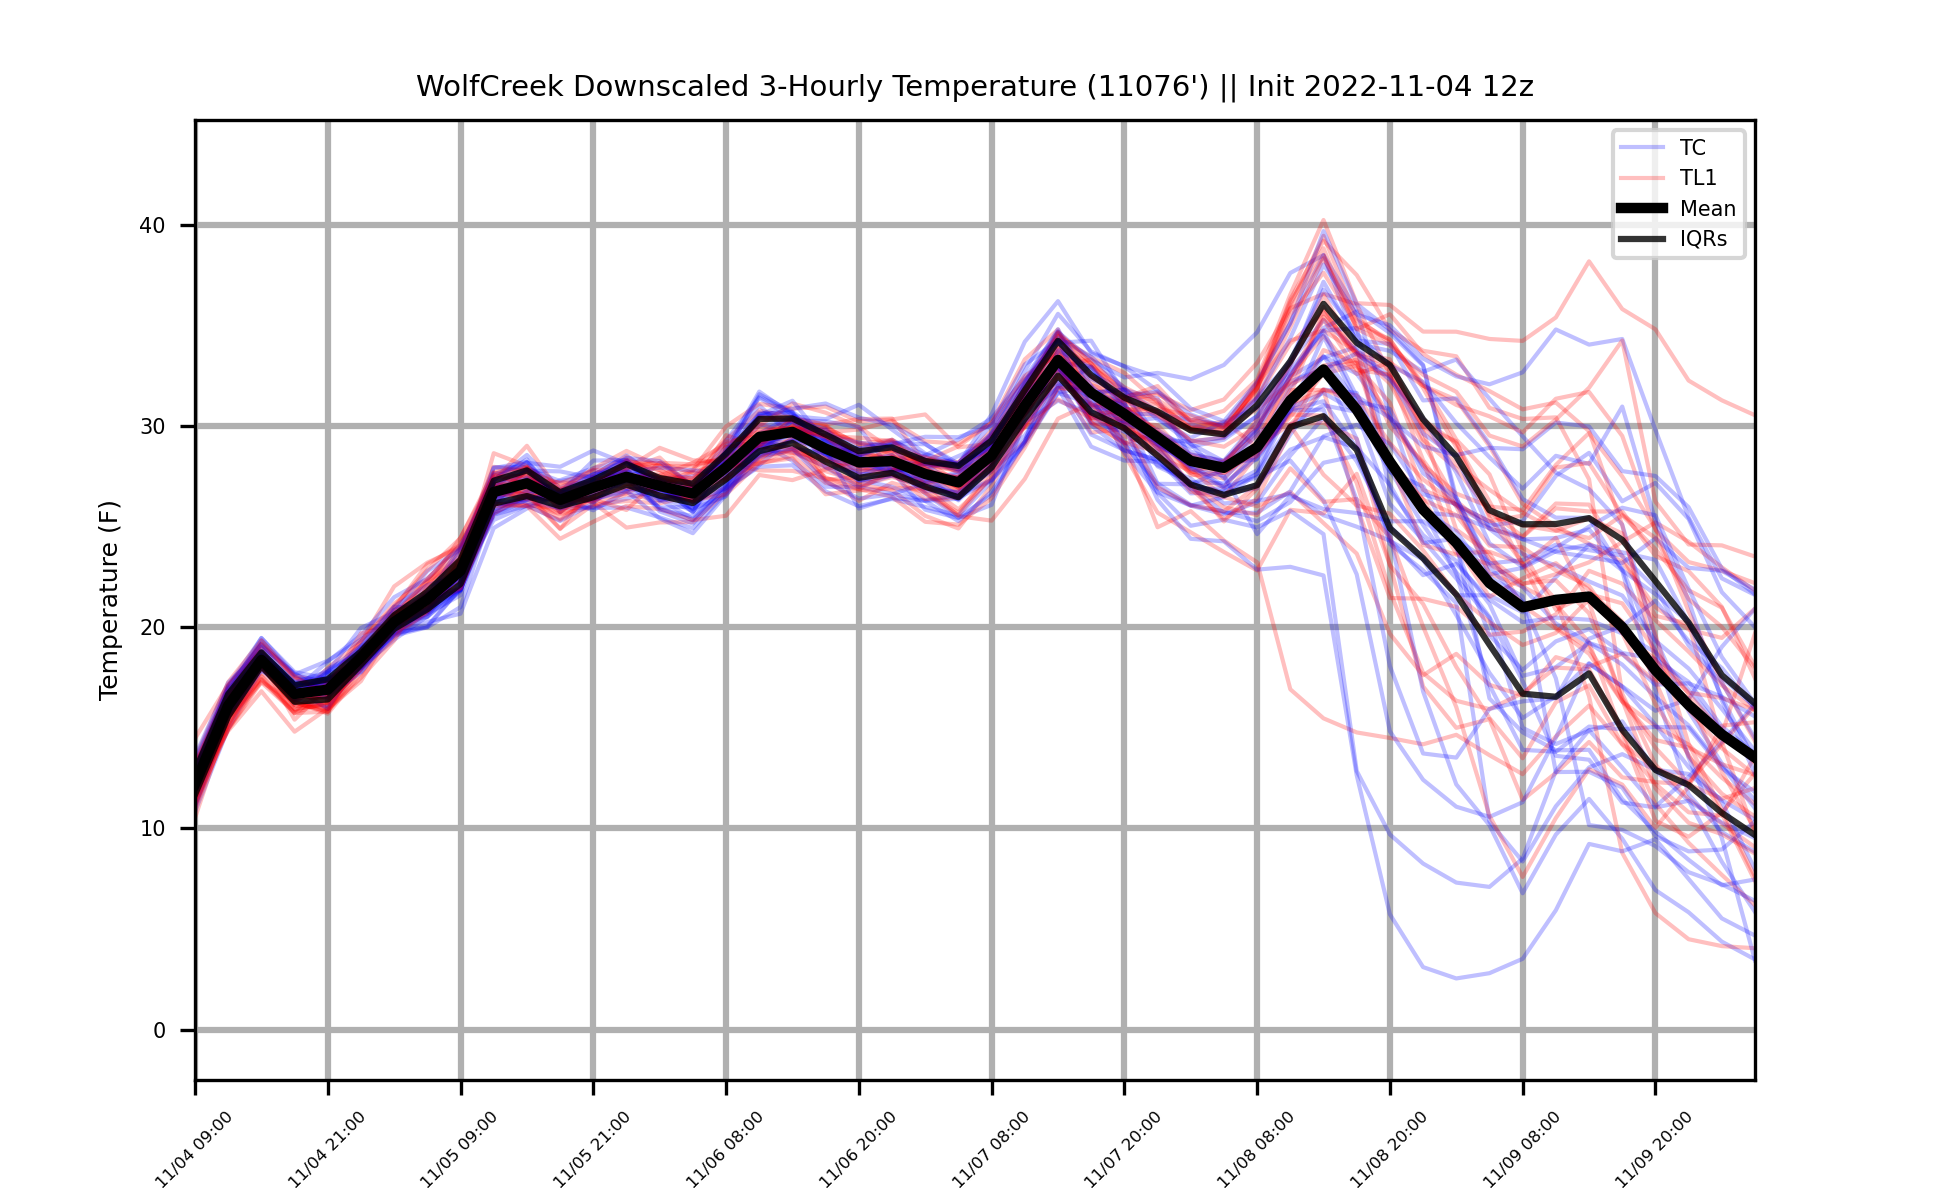 WolfCreek Downscaled 3-Hourly Temperature (11076') || Init 2022-11-04 12z
TC
TL1
Mean
IQRs
Temperature (F)
40
30
20
10
0
11/04 09:00
11/04 21:00
11/05 09:00
11/05 21:00
11/06 08:00
11/06 20:00
11/07 08:00
11/07 20:00
11/08 08:00
11/08 20:00
11/09 08:00
11/09 20:00